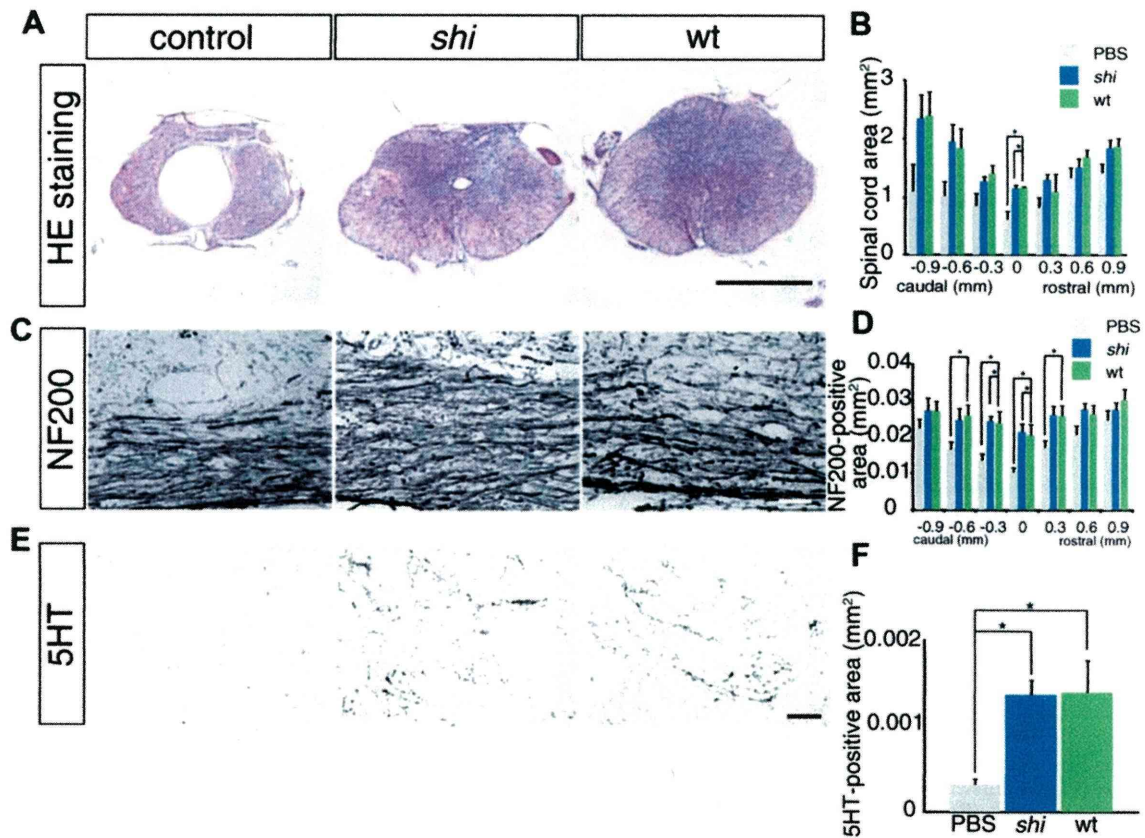 A
control
shi
wt
HE staining
B
PBS
shi
wt
Spinal cord area (mm²)
3
2
1
0
* *
-0.9 -0.6 -0.3 0 0.3 0.6 0.9
caudal (mm) rostral (mm)
C
NF200
D
PBS
shi
wt
NF200-positive
area (mm²)
0.04
0.03
0.02
0.01
0
* * * * * *
-0.9 -0.6 -0.3 0 0.3 0.6 0.9
caudal (mm) rostral (mm)
E
5HT
F
5HT-positive area (mm²)
0.002
0.001
0
*
*
PBS shi wt